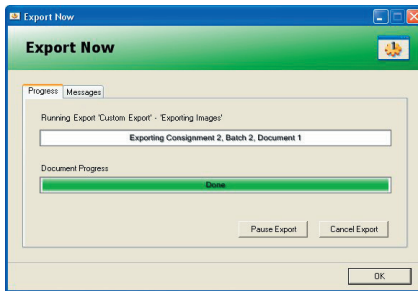 Export Now
Export Now
Progress Messages
Running Export 'Custom Export' - 'Exporting Images'
Exporting Consignment 2, Batch 2, Document 1
Document Progress
Done
Pause Export Cancel Export
OK